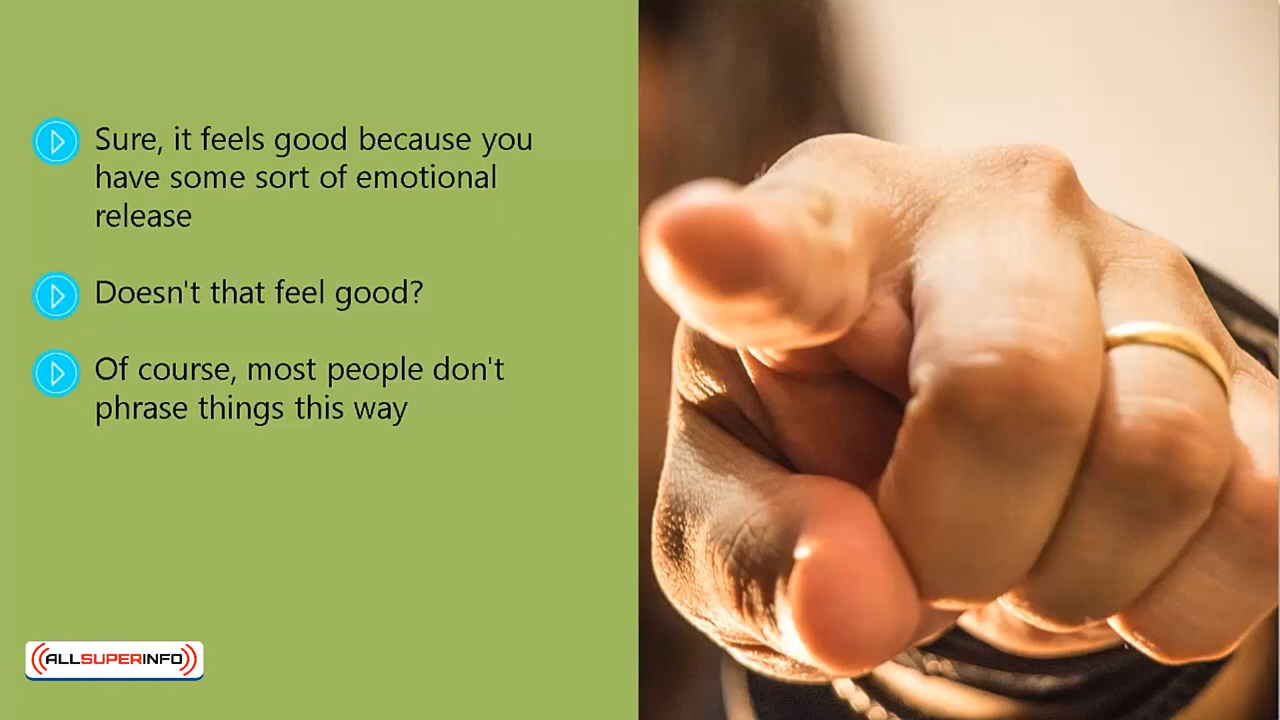 Sure, it feels good because you
have some sort of emotional
release
Doesn't that feel good?
Of course, most people don't
phrase things this way
ALLSUPERINFO